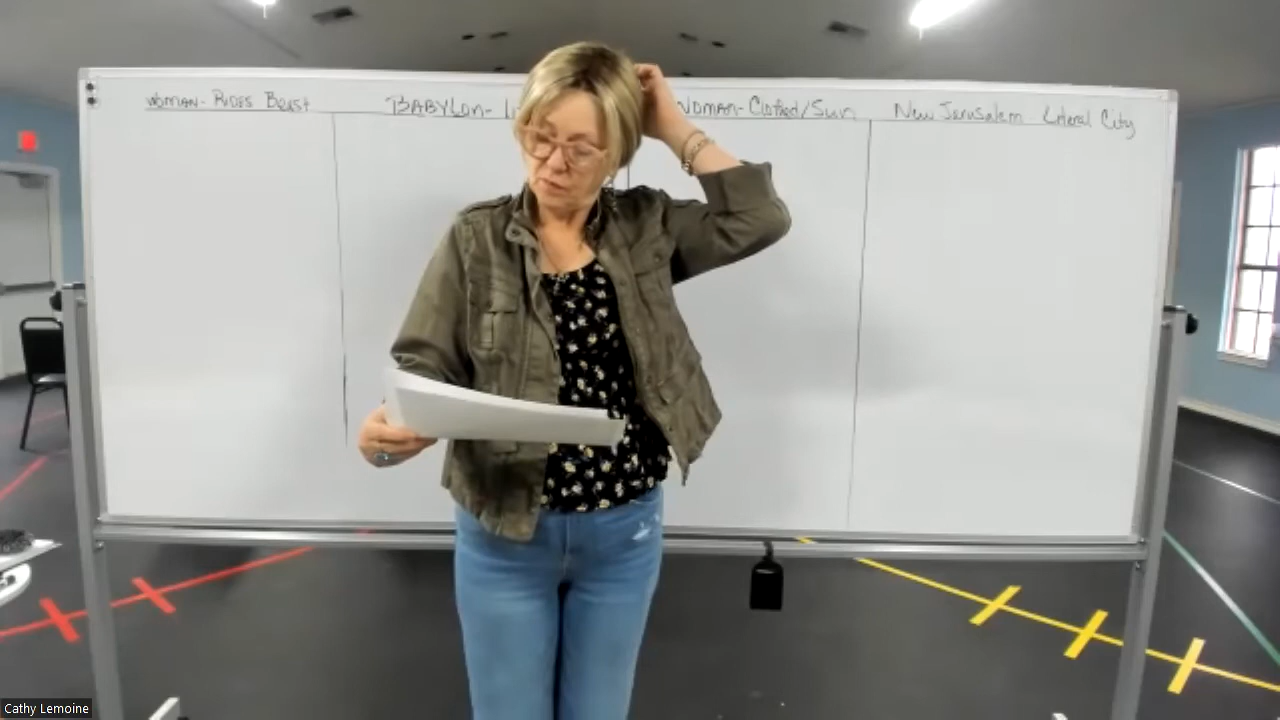 WOMAN- RIDES BEAST
BABYLON-
WOMAN- Clothed/Sun
New Jerusalem Literal City
Cathy Lemoine